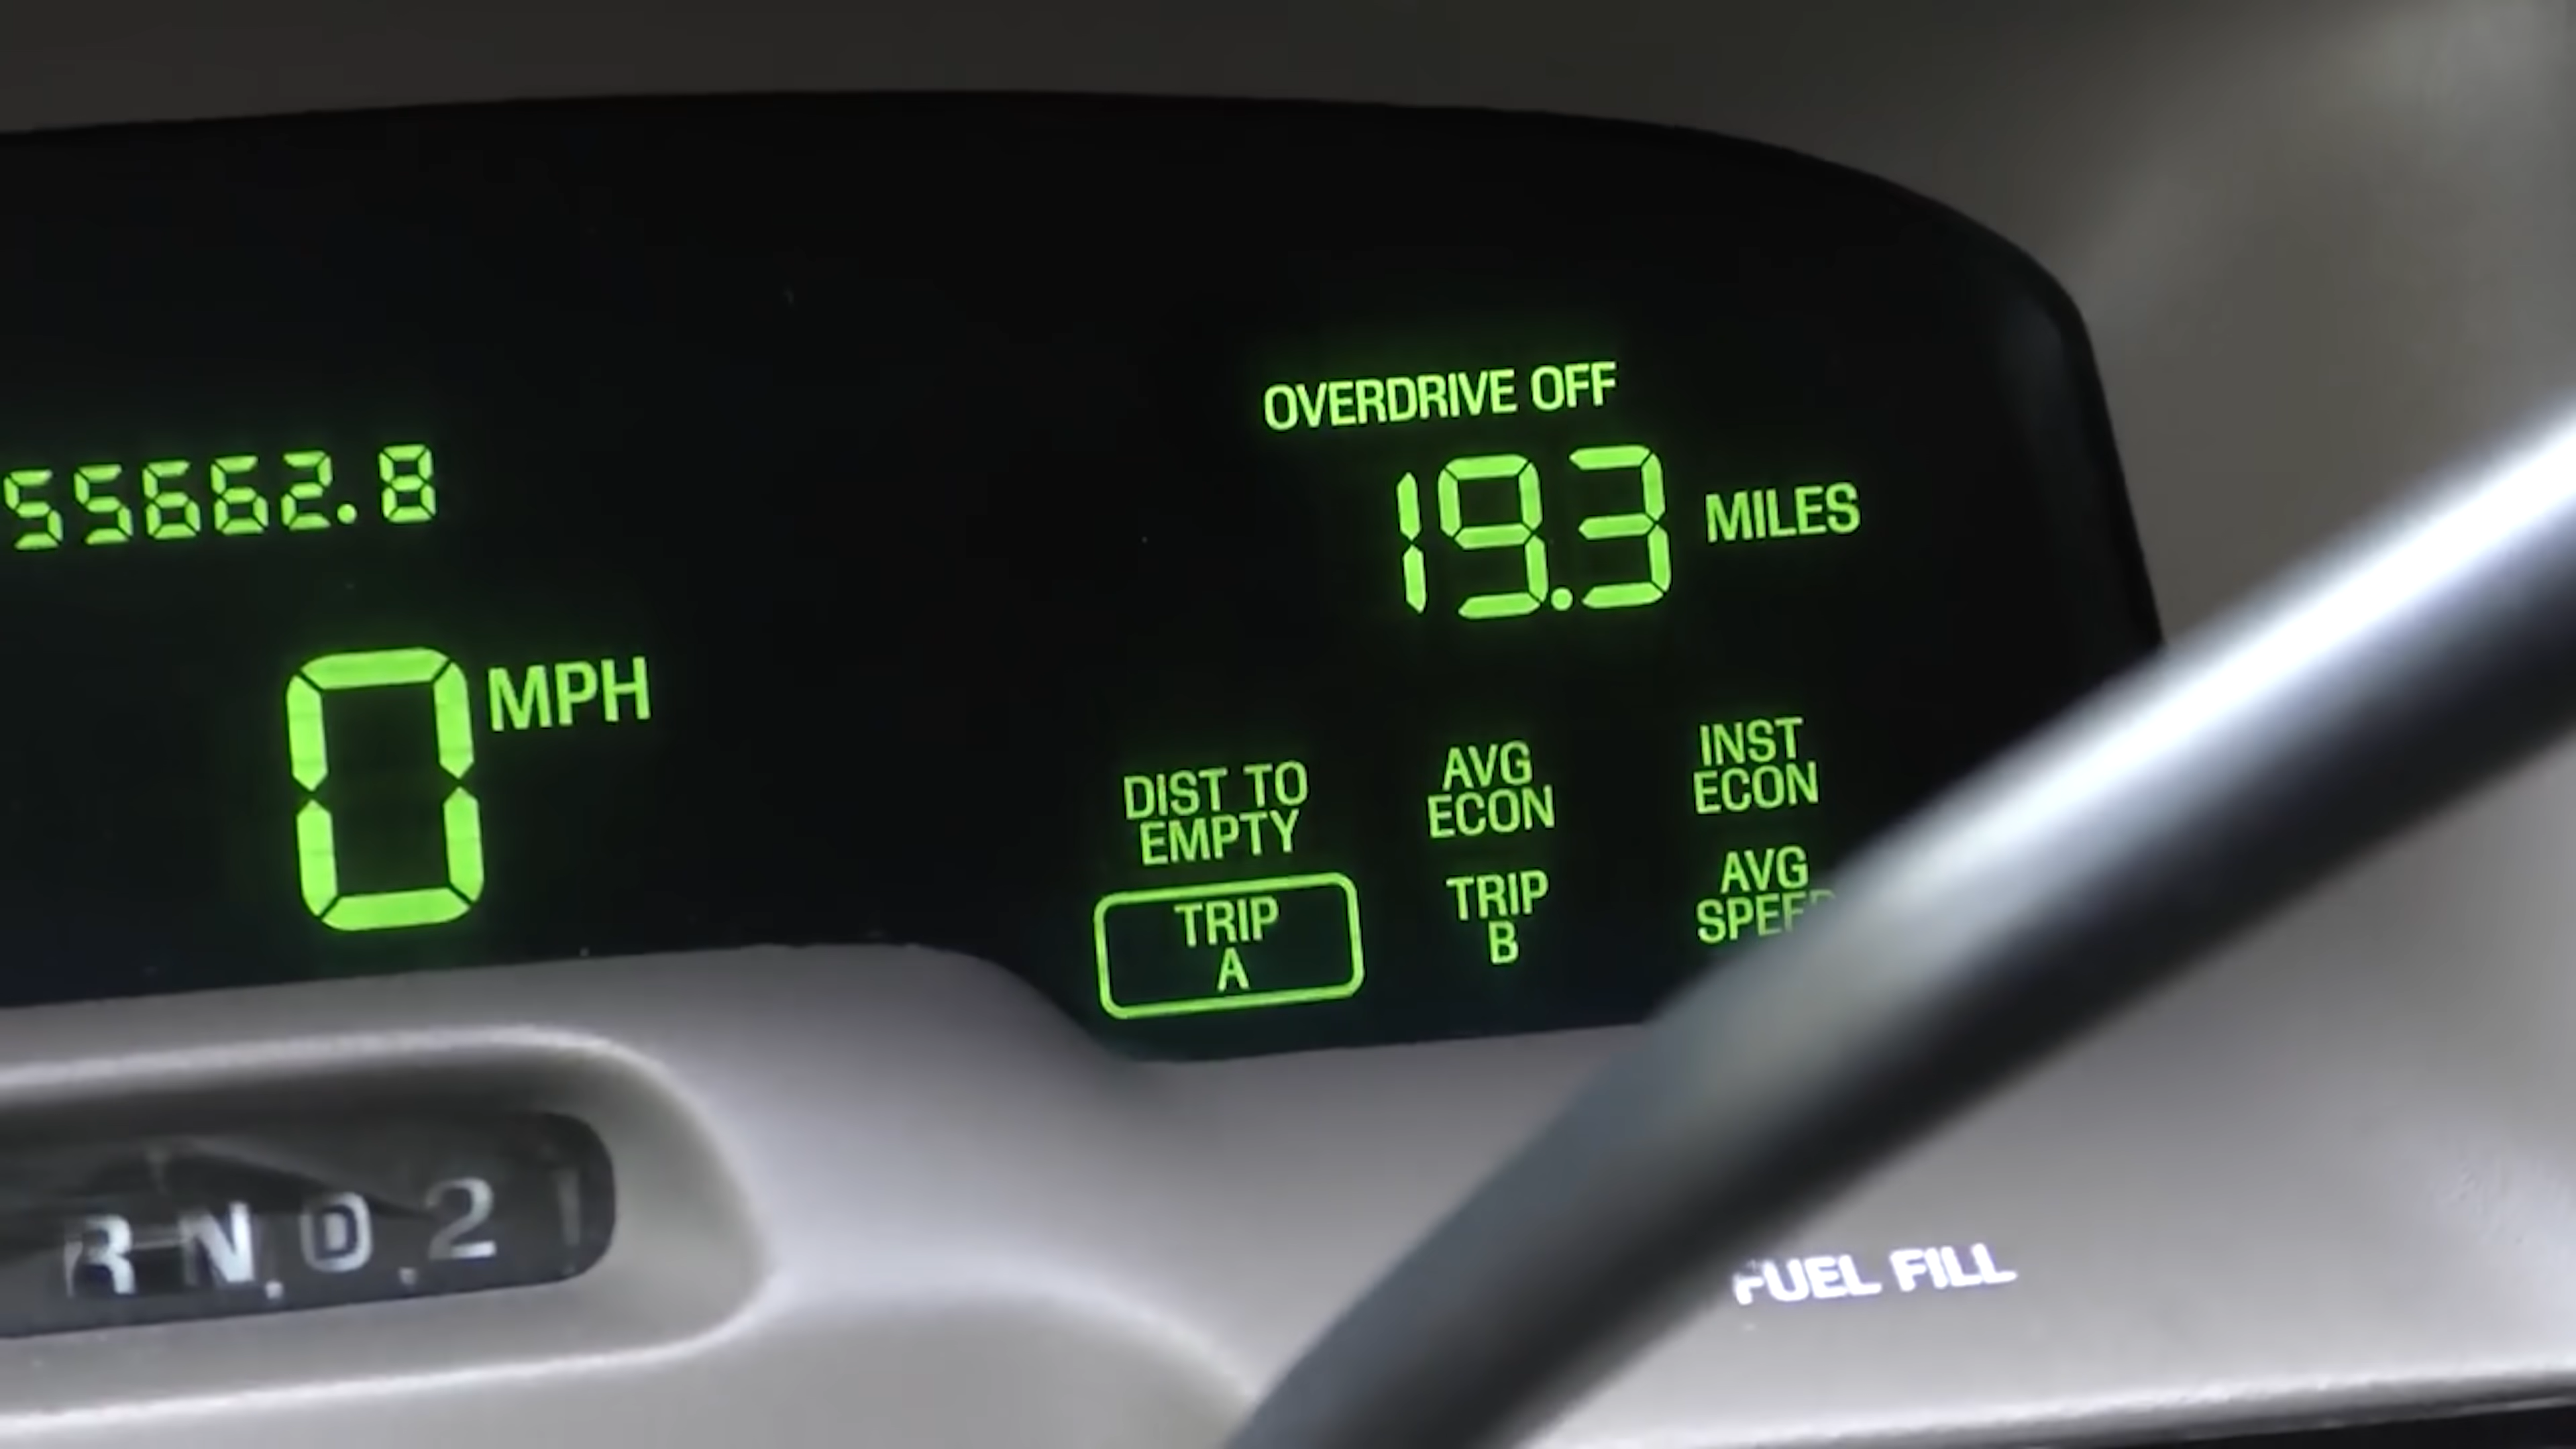 OVERDRIVE OFF
55662.8
19.3 MILES
0 MPH
DIST TO
EMPTY
AVG
ECON
INST
ECON
TRIP
A
TRIP
B
AVG
SPEED
R N D 2 1
FUEL FILL